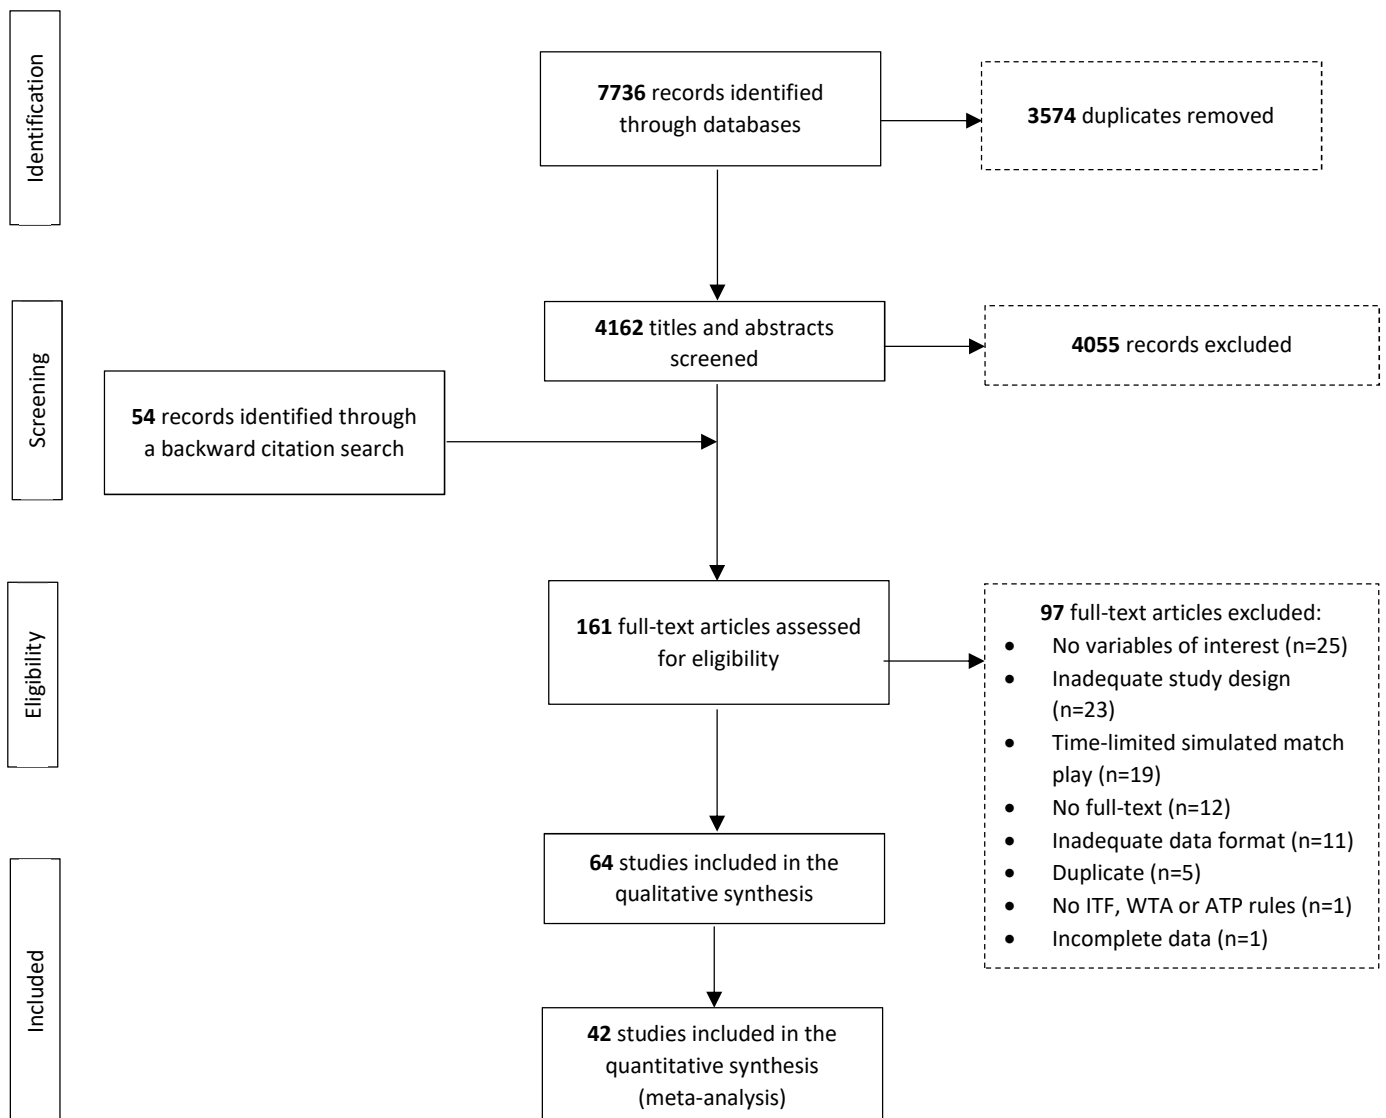 Identification
7736 records identified
through databases
3574 duplicates removed
Screening
4162 titles and abstracts
screened
4055 records excluded
54 records identified through
a backward citation search
Eligibility
161 full-text articles assessed
for eligibility
97 full-text articles excluded:
• No variables of interest (n=25)
• Inadequate study design
(n=23)
• Time-limited simulated match
play (n=19)
• No full-text (n=12)
• Inadequate data format (n=11)
• Duplicate (n=5)
• No ITF, WTA or ATP rules (n=1)
• Incomplete data (n=1)
Included
64 studies included in the
qualitative synthesis
42 studies included in the
quantitative synthesis
(meta-analysis)